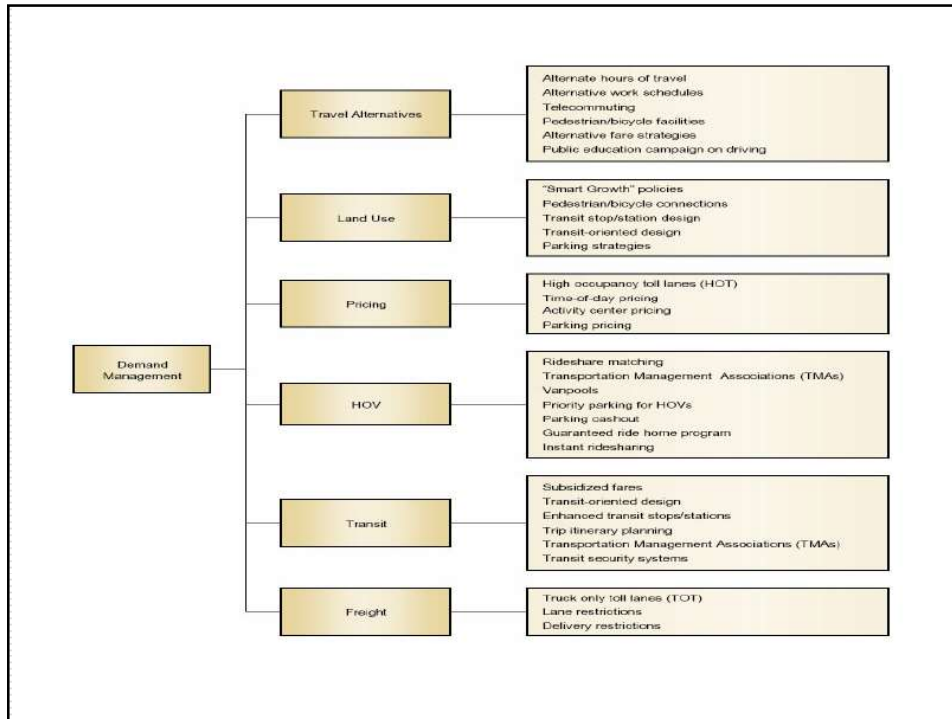 Demand
Management
Travel Alternatives
Alternate hours of travel
Alternative work schedules
Telecommuting
Pedestrian/bicycle facilities
Alternative fare strategies
Public education campaign on driving
Land Use
"Smart Growth" policies
Pedestrian/bicycle connections
Transit stop/station design
Transit-oriented design
Parking strategies
Pricing
High occupancy toll lanes (HOT)
Time-of-day pricing
Activity center pricing
Parking pricing
HOV
Rideshare matching
Transportation Management Associations (TMAs)
Vanpools
Priority parking for HOVs
Parking cashout
Guaranteed ride home program
Instant ridesharing
Transit
Subsidized fares
Transit-oriented design
Enhanced transit stops/stations
Trip itinerary planning
Transportation Management Associations (TMAs)
Transit security systems
Freight
Truck only toll lanes (TOT)
Lane restrictions
Delivery restrictions